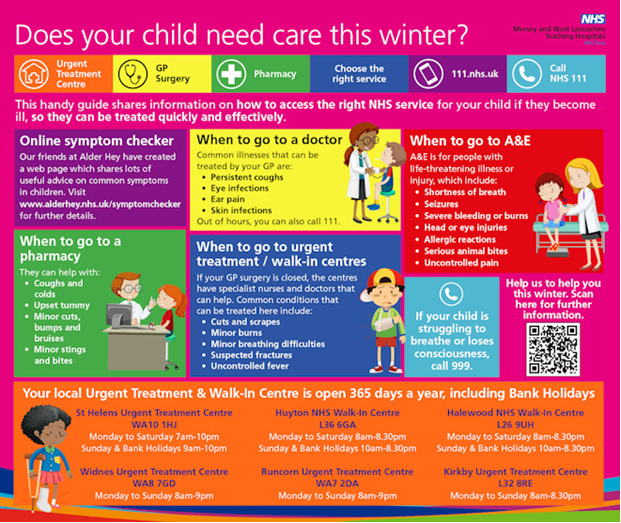 Does your child need care this winter?
NHS
Mersey and West Lancashire
Teaching Hospitals
Urgent
Treatment
Centre
GP
Surgery
Pharmacy
Choose the
right service
111.nhs.uk
Call
NHS 111
This handy guide shares information on how to access the right NHS service for your child if they become
ill, so they can be treated quickly and effectively.
Online symptom checker
Our friends at Alder Hey have created
a web page which shares lots of
useful advice on common symptoms
in children. Visit
www.alderhey.nhs.uk/symptomchecker
for further details.
When to go to a doctor
Common illnesses that can be
treated by your GP are:
• Persistent coughs
• Eye infections
• Ear pain
• Skin infections
Out of hours, you can also call 111.
When to go to A&E
A&E is for people with
life-threatening illness or
injury, which include:
• Shortness of breath
• Seizures
• Severe bleeding or burns
• Head or eye injuries
• Allergic reactions
• Serious animal bites
• Uncontrolled pain
When to go to a
pharmacy
They can help with:
• Coughs and
colds
• Upset tummy
• Minor cuts,
bumps and
bruises
• Minor stings
and bites
When to go to urgent
treatment / walk-in centres
If your GP surgery is closed, the centres
have specialist nurses and doctors that
can help. Common conditions that
can be treated here include:
• Cuts and scrapes
• Minor burns
• Minor breathing difficulties
• Suspected fractures
• Uncontrolled fever
If your child is
struggling to
breathe or loses
consciousness,
call 999.
Help us to help you
this winter. Scan
here for further
information.
Your local Urgent Treatment & Walk-In Centre is open 365 days a year, including Bank Holidays
St Helens Urgent Treatment Centre
WA10 1HJ
Monday to Saturday 7am-10pm
Sunday & Bank Holidays 9am-10pm
Huyton NHS Walk-In Centre
L36 6GA
Monday to Saturday 8am-8.30pm
Sunday & Bank Holidays 10am-8.30pm
Halewood NHS Walk-In Centre
L26 9UH
Monday to Saturday 8am-8.30pm
Sunday & Bank Holidays 10am-8.30pm
Widnes Urgent Treatment Centre
WA8 7GD
Monday to Sunday 8am-9pm
Runcorn Urgent Treatment Centre
WA7 2DA
Monday to Sunday 8am-9pm
Kirkby Urgent Treatment Centre
L32 8RE
Monday to Sunday 8am-8.30pm